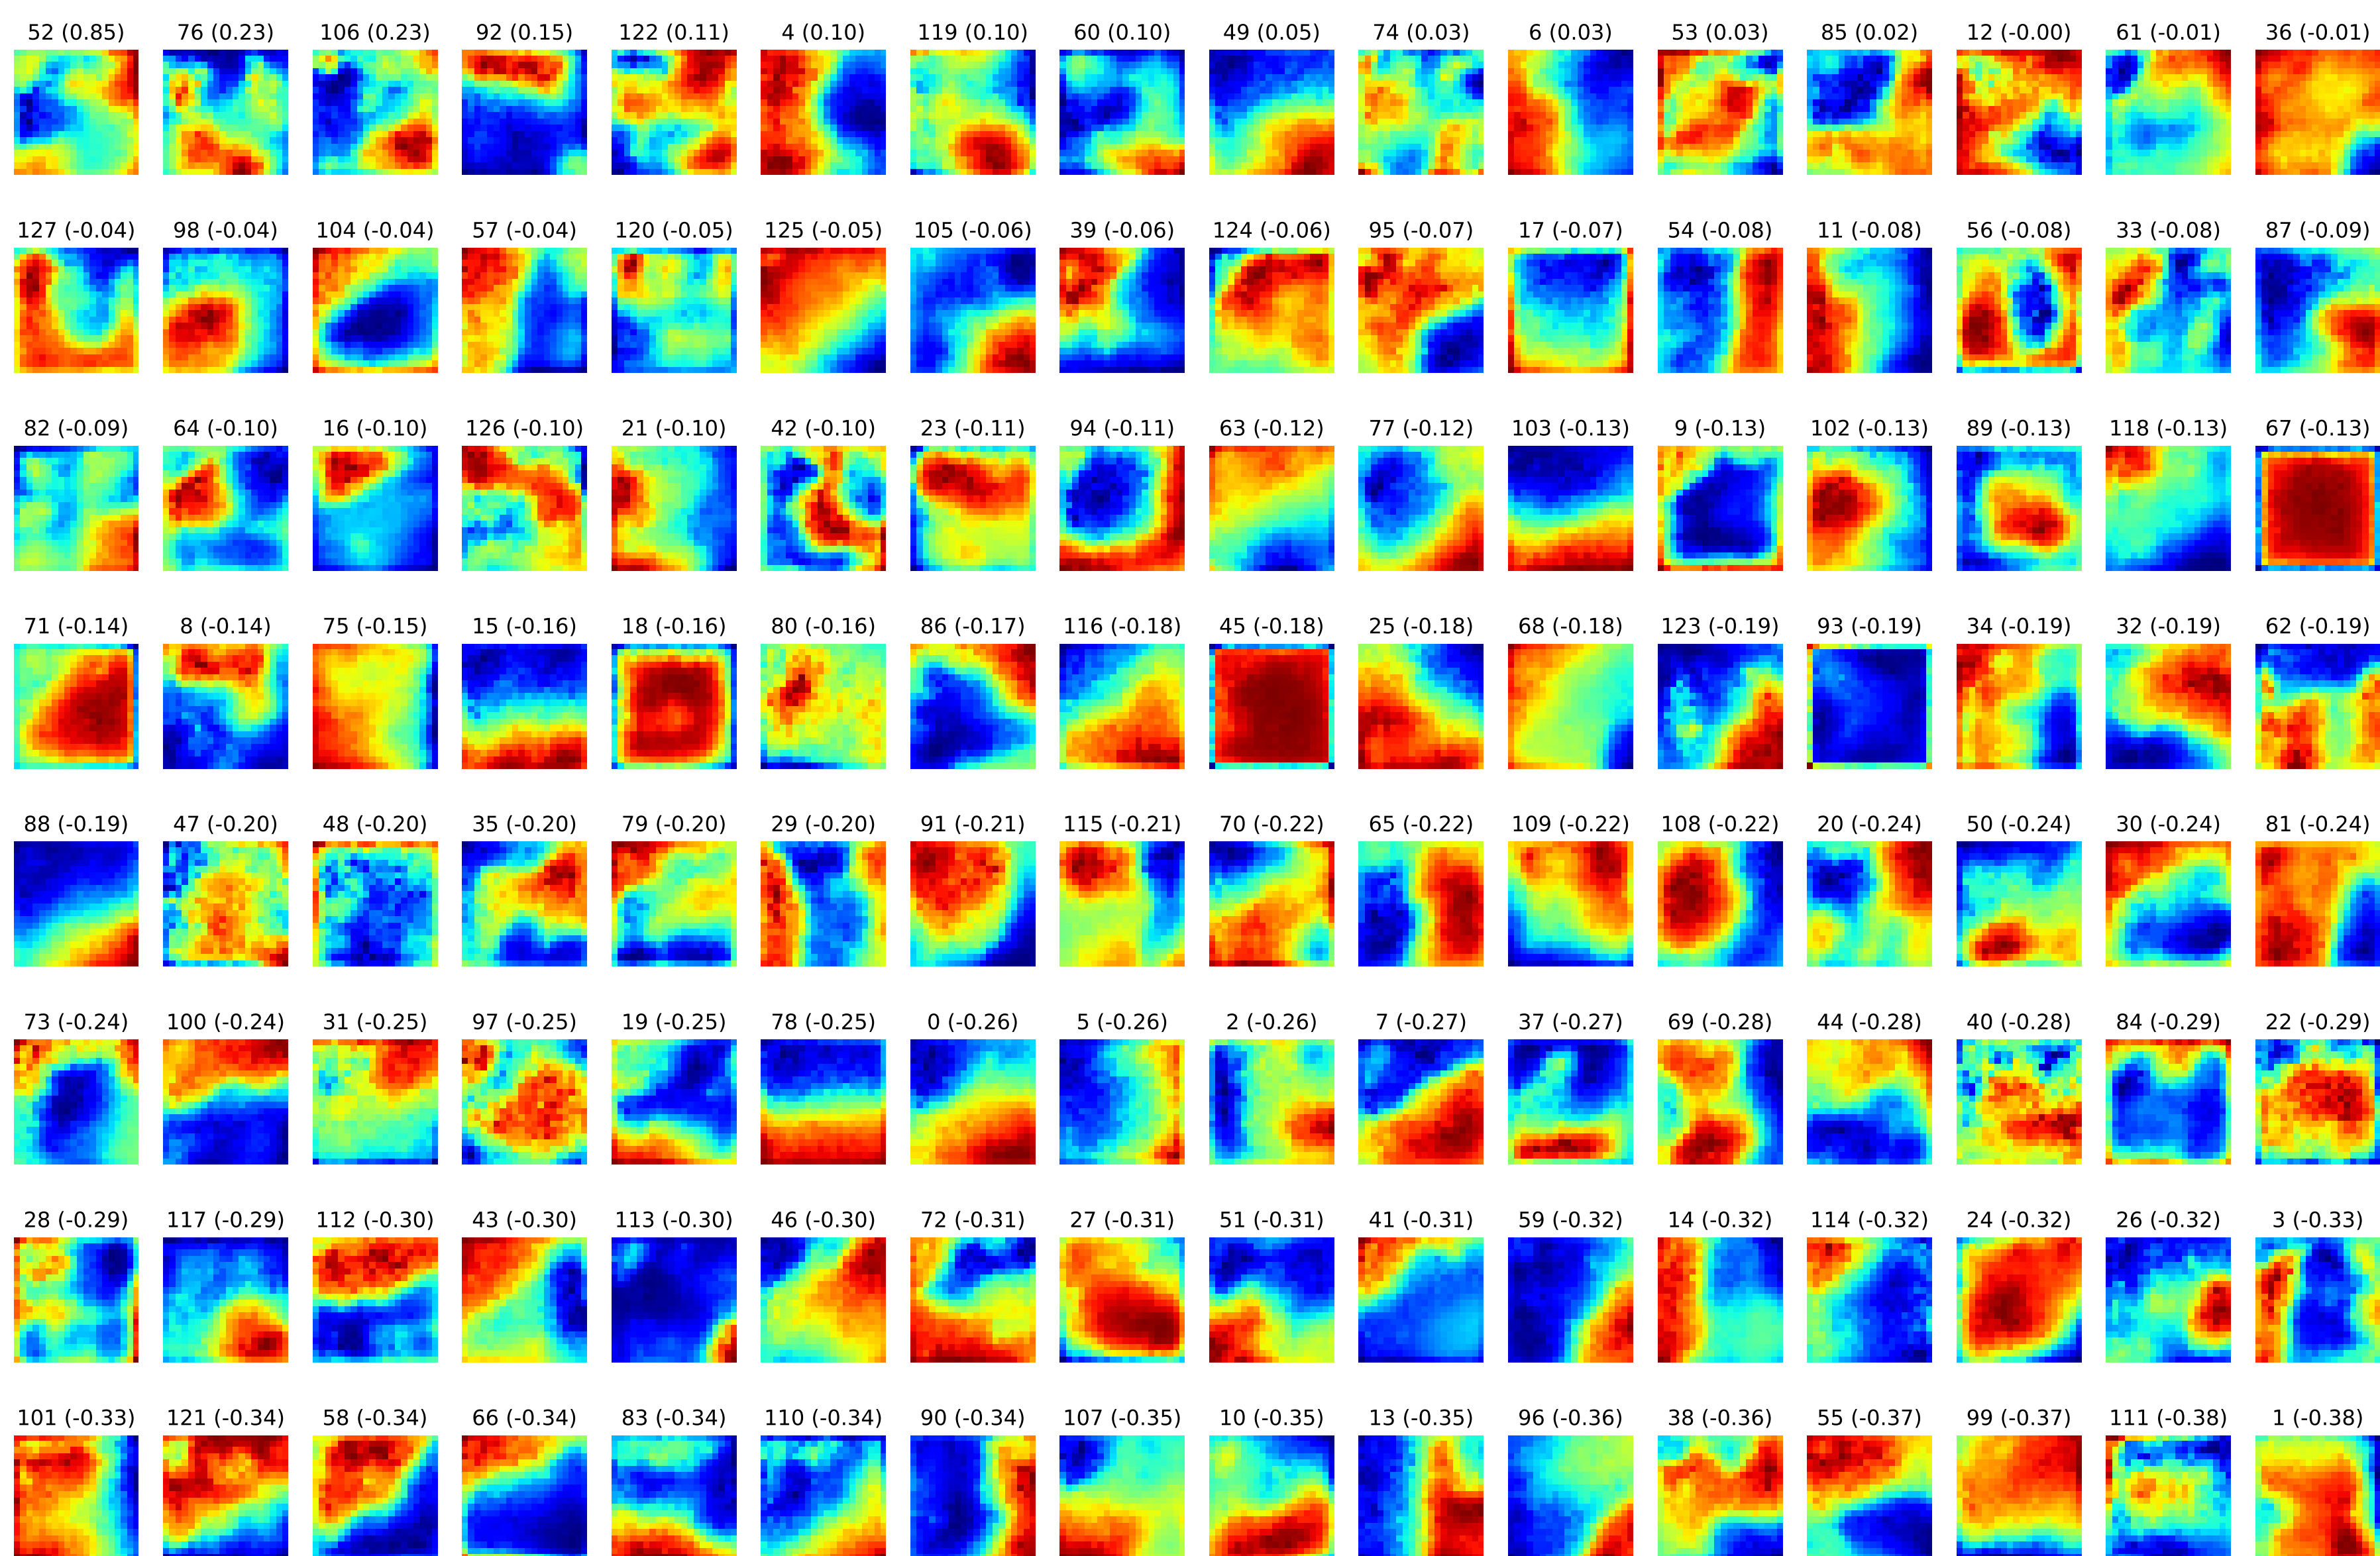 52 (0.85) 76 (0.23) 106 (0.23) 92 (0.15) 122 (0.11) 4 (0.10) 119 (0.10) 60 (0.10) 49 (0.05) 74 (0.03) 6 (0.03) 53 (0.03) 85 (0.02) 12 (-0.00) 61 (-0.01) 36 (-0.01)
127 (-0.04) 98 (-0.04) 104 (-0.04) 57 (-0.04) 120 (-0.05) 125 (-0.05) 105 (-0.06) 39 (-0.06) 124 (-0.06) 95 (-0.07) 17 (-0.07) 54 (-0.08) 11 (-0.08) 56 (-0.08) 33 (-0.08) 87 (-0.09)
82 (-0.09) 64 (-0.10) 16 (-0.10) 126 (-0.10) 21 (-0.10) 42 (-0.10) 23 (-0.11) 94 (-0.11) 63 (-0.12) 77 (-0.12) 103 (-0.13) 9 (-0.13) 102 (-0.13) 89 (-0.13) 118 (-0.13) 67 (-0.13)
71 (-0.14) 8 (-0.14) 75 (-0.15) 15 (-0.16) 18 (-0.16) 80 (-0.16) 86 (-0.17) 116 (-0.18) 45 (-0.18) 25 (-0.18) 68 (-0.18) 123 (-0.19) 93 (-0.19) 34 (-0.19) 32 (-0.19) 62 (-0.19)
88 (-0.19) 47 (-0.20) 48 (-0.20) 35 (-0.20) 79 (-0.20) 29 (-0.20) 91 (-0.21) 115 (-0.21) 70 (-0.22) 65 (-0.22) 109 (-0.22) 108 (-0.22) 20 (-0.24) 50 (-0.24) 30 (-0.24) 81 (-0.24)
73 (-0.24) 100 (-0.24) 31 (-0.25) 97 (-0.25) 19 (-0.25) 78 (-0.25) 0 (-0.26) 5 (-0.26) 2 (-0.26) 7 (-0.27) 37 (-0.27) 69 (-0.28) 44 (-0.28) 40 (-0.28) 84 (-0.29) 22 (-0.29)
28 (-0.29) 117 (-0.29) 112 (-0.30) 43 (-0.30) 113 (-0.30) 46 (-0.30) 72 (-0.31) 27 (-0.31) 51 (-0.31) 41 (-0.31) 59 (-0.32) 14 (-0.32) 114 (-0.32) 24 (-0.32) 26 (-0.32) 3 (-0.33)
101 (-0.33) 121 (-0.34) 58 (-0.34) 66 (-0.34) 83 (-0.34) 110 (-0.34) 90 (-0.34) 107 (-0.35) 10 (-0.35) 13 (-0.35) 96 (-0.36) 38 (-0.36) 55 (-0.37) 99 (-0.37) 111 (-0.38) 1 (-0.38)